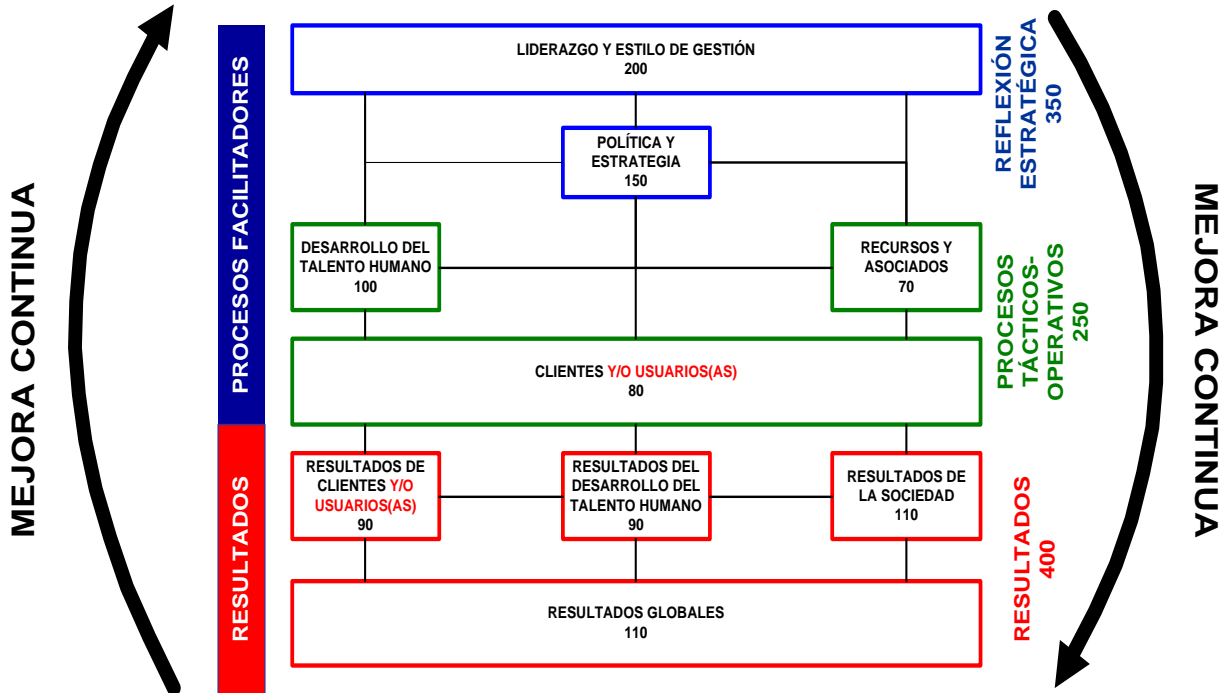 MEJORA CONTINUA
PROCESOS FACILITADORES
RESULTADOS
LIDERAZGO Y ESTILO DE GESTIÓN
200
POLÍTICA Y
ESTRATEGIA
150
DESARROLLO DEL
TALENTO HUMANO
100
RECURSOS Y
ASOCIADOS
70
CLIENTES Y/O USUARIOS(AS)
80
RESULTADOS DE
CLIENTES Y/O
USUARIOS(AS)
90
RESULTADOS DEL
DESARROLLO DEL
TALENTO HUMANO
90
RESULTADOS DE
LA SOCIEDAD
110
RESULTADOS GLOBALES
110
REFLEXIÓN
ESTRATÉGICA
350
PROCESOS
TÁCTICOS-
OPERATIVOS
250
RESULTADOS
400
MEJORA CONTINUA